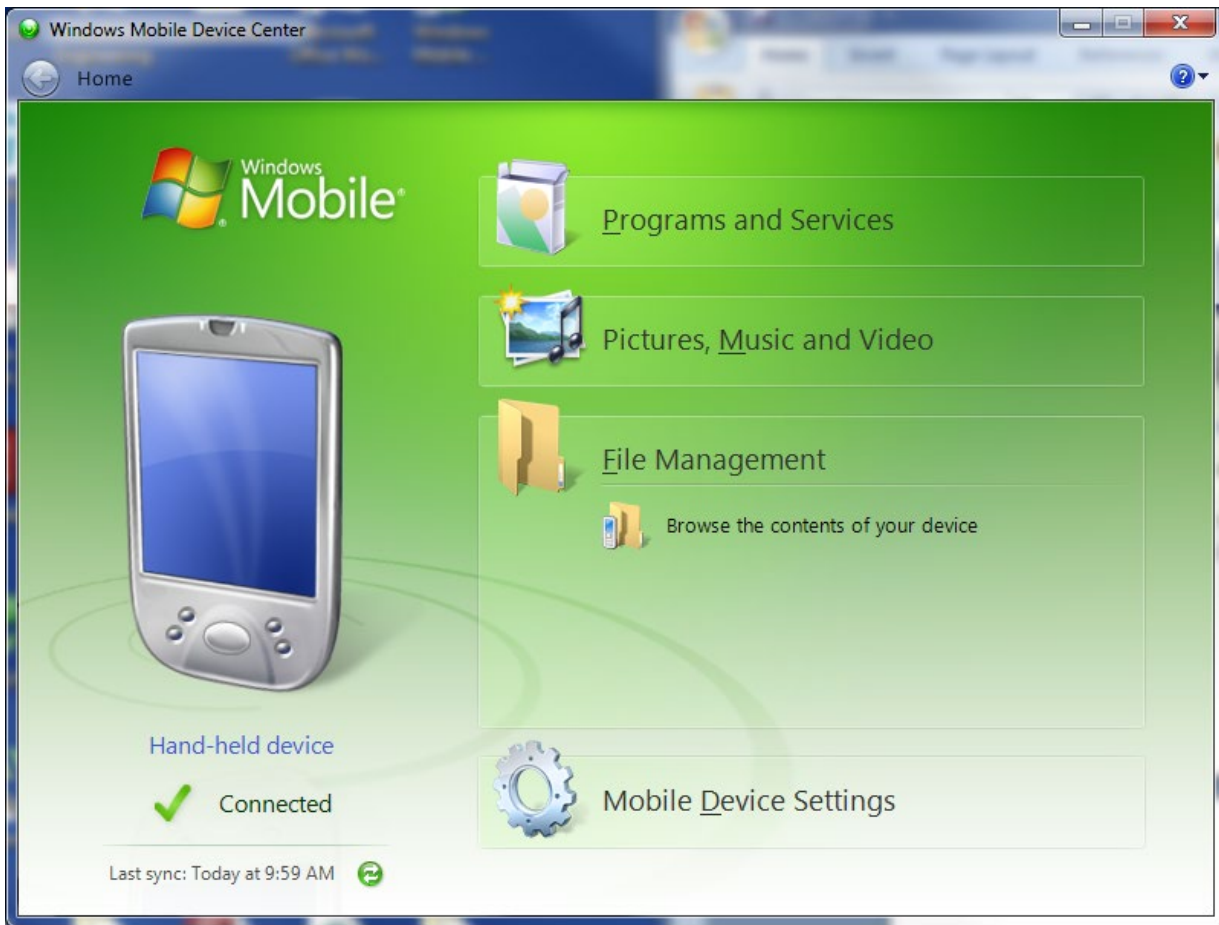 Windows Mobile Device Center
Home
Windows
Mobile®
Programs and Services
Pictures, Music and Video
File Management
Browse the contents of your device
Hand-held device
Connected
Mobile Device Settings
Last sync: Today at 9:59 AM